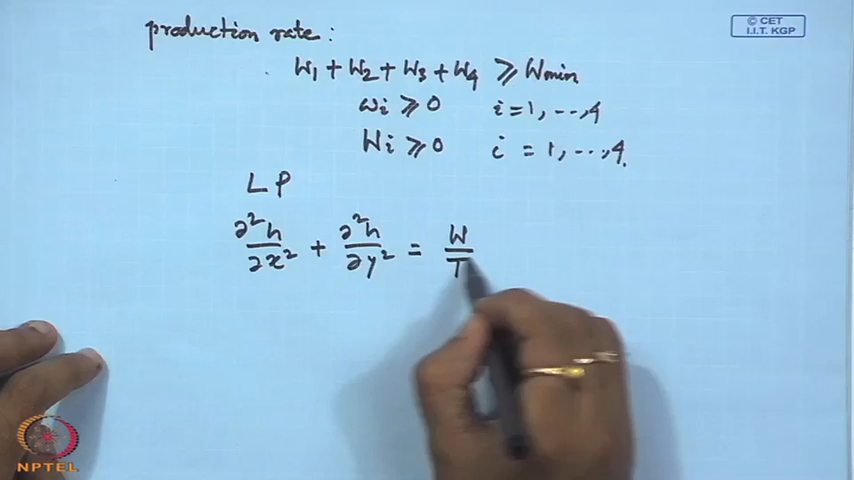 © CET
I.I.T. KGP
production rate:
W₁ + W₂ + W₃ + W₄ ⩾ Wmin
wi ⩾ 0 i=1, ..., 4
Wi ⩾ 0 i = 1, ..., 4.
LP
∂²h/∂x² + ∂²h/∂y² = W/T
NPTEL